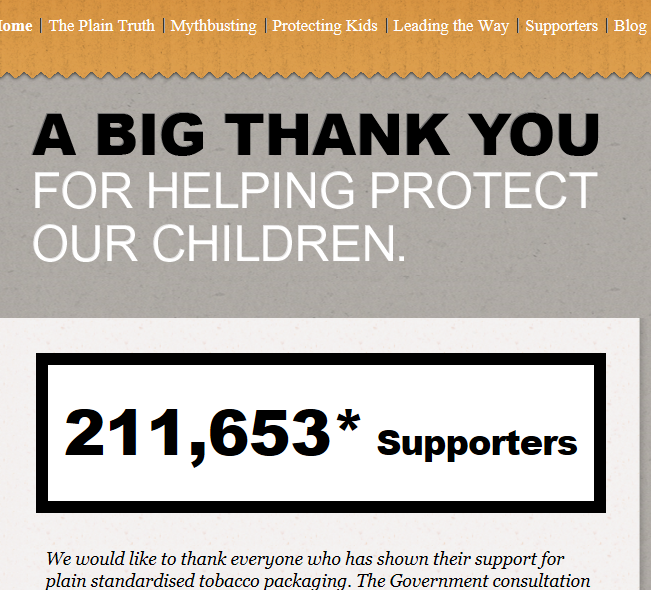 ome | The Plain Truth | Mythbusting | Protecting Kids | Leading the Way | Supporters | Blog
A BIG THANK YOU
FOR HELPING PROTECT
OUR CHILDREN.
211,653* Supporters
We would like to thank everyone who has shown their support for
plain standardised tobacco packaging. The Government consultation